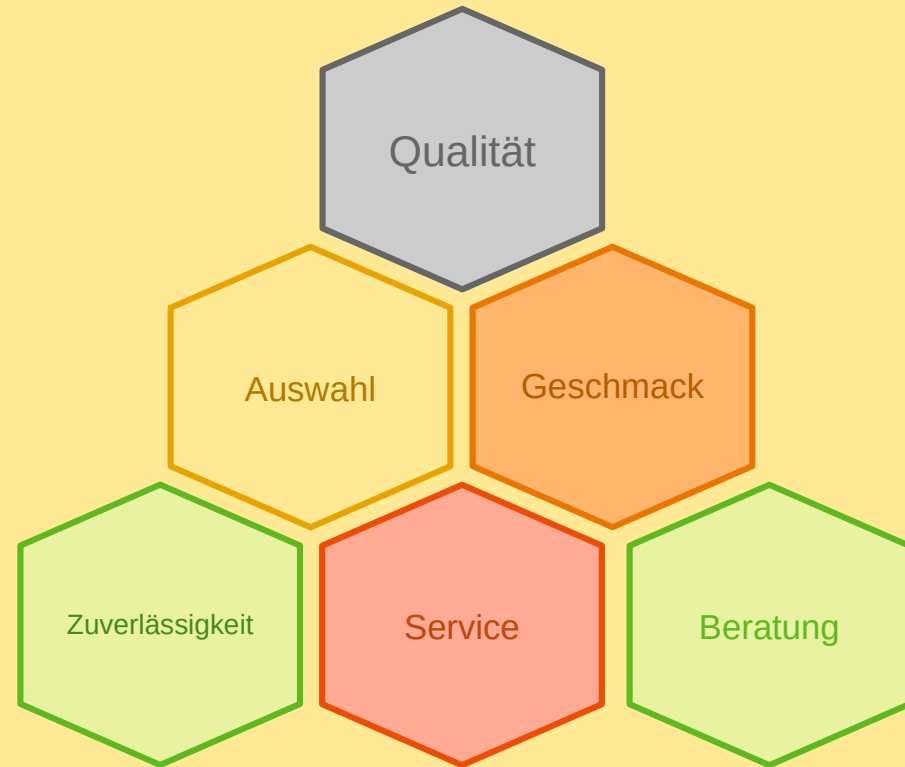 Qualität
Auswahl
Geschmack
Zuverlässigkeit
Service
Beratung